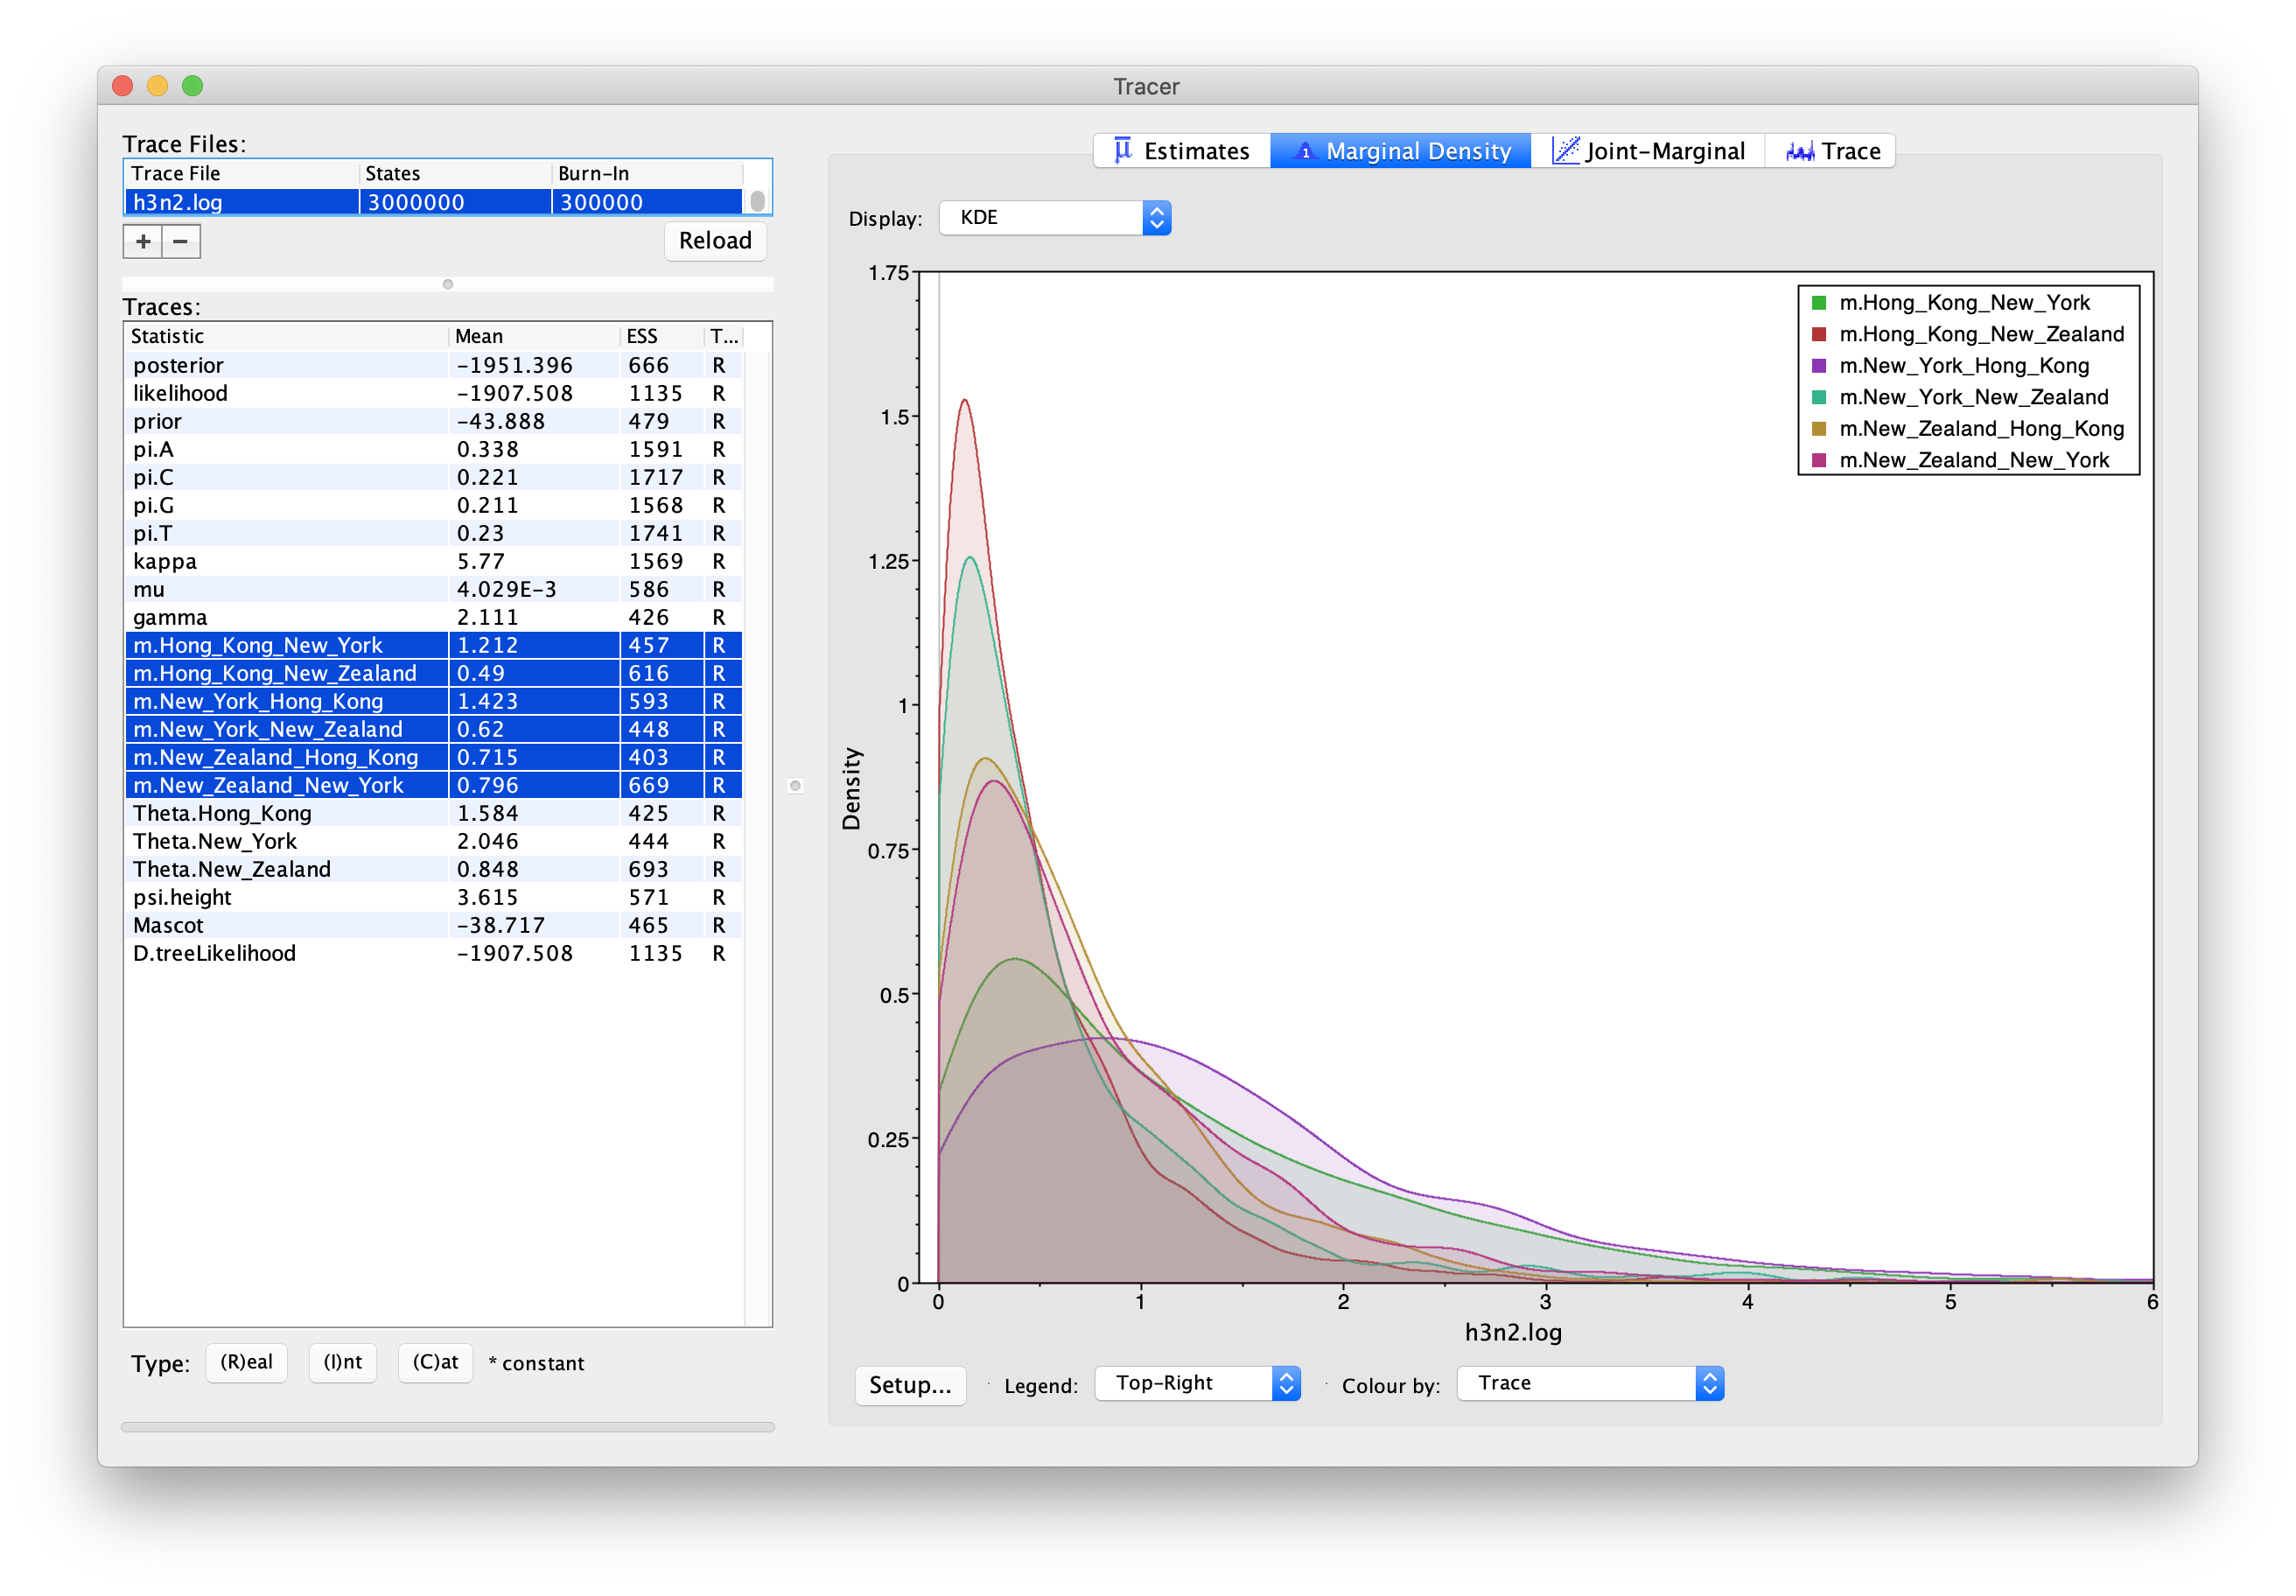 Tracer
Trace Files:
Trace File States Burn-In
h3n2.log 3000000 300000
+ − Reload
Traces:
Statistic Mean ESS T...
posterior -1951.396 666 R
likelihood -1907.508 1135 R
prior -43.888 479 R
pi.A 0.338 1591 R
pi.C 0.221 1717 R
pi.G 0.211 1568 R
pi.T 0.23 1741 R
kappa 5.77 1569 R
mu 4.029E-3 586 R
gamma 2.111 426 R
m.Hong_Kong_New_York 1.212 457 R
m.Hong_Kong_New_Zealand 0.49 616 R
m.New_York_Hong_Kong 1.423 593 R
m.New_York_New_Zealand 0.62 448 R
m.New_Zealand_Hong_Kong 0.715 403 R
m.New_Zealand_New_York 0.796 669 R
Theta.Hong_Kong 1.584 425 R
Theta.New_York 2.046 444 R
Theta.New_Zealand 0.848 693 R
psi.height 3.615 571 R
Mascot -38.717 465 R
D.treeLikelihood -1907.508 1135 R
Type: (R)eal (I)nt (C)at * constant
Estimates Marginal Density Joint-Marginal Trace
Display: KDE
1.75
1.5
1.25
1
0.75
0.5
0.25
0
Density
m.Hong_Kong_New_York
m.Hong_Kong_New_Zealand
m.New_York_Hong_Kong
m.New_York_New_Zealand
m.New_Zealand_Hong_Kong
m.New_Zealand_New_York
0 1 2 3 4 5 6
h3n2.log
Setup... Legend: Top-Right Colour by: Trace